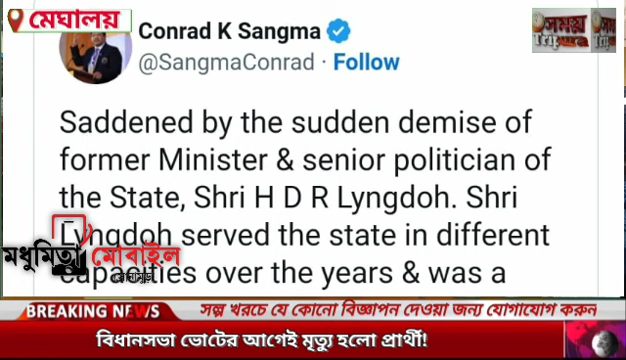 মেঘালয়
সময়
Tripura
Conrad K Sangma
@SangmaConrad · Follow
Saddened by the sudden demise of
former Minister & senior politician of
the State, Shri H D R Lyngdoh. Shri
Lyngdoh served the state in different
capacities over the years & was a
মধুমিতা মোবাইল
BREAKING NEWS
সল্প খরচে যে কোনো বিজ্ঞাপন দেওয়া জন্য যোগাযোগ করুন
বিধানসভা ভোটের আগেই মৃত্যু হলো প্রার্থী!